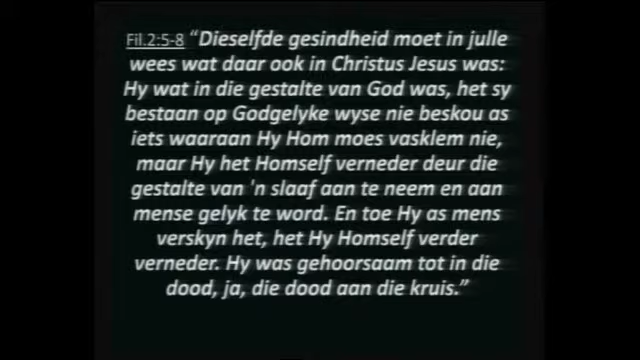 Fil.2:5-8 “Dieselfde gesindheid moet in julle
wees wat daar ook in Christus Jesus was:
Hy wat in die gestalte van God was, het sy
bestaan op Godgelyke wyse nie beskou as
iets waaraan Hy Hom moes vasklem nie,
maar Hy het Homself verneder deur die
gestalte van 'n slaaf aan te neem en aan
mense gelyk te word. En toe Hy as mens
verskyn het, het Hy Homself verder
verneder. Hy was gehoorsaam tot in die
dood, ja, die dood aan die kruis.”